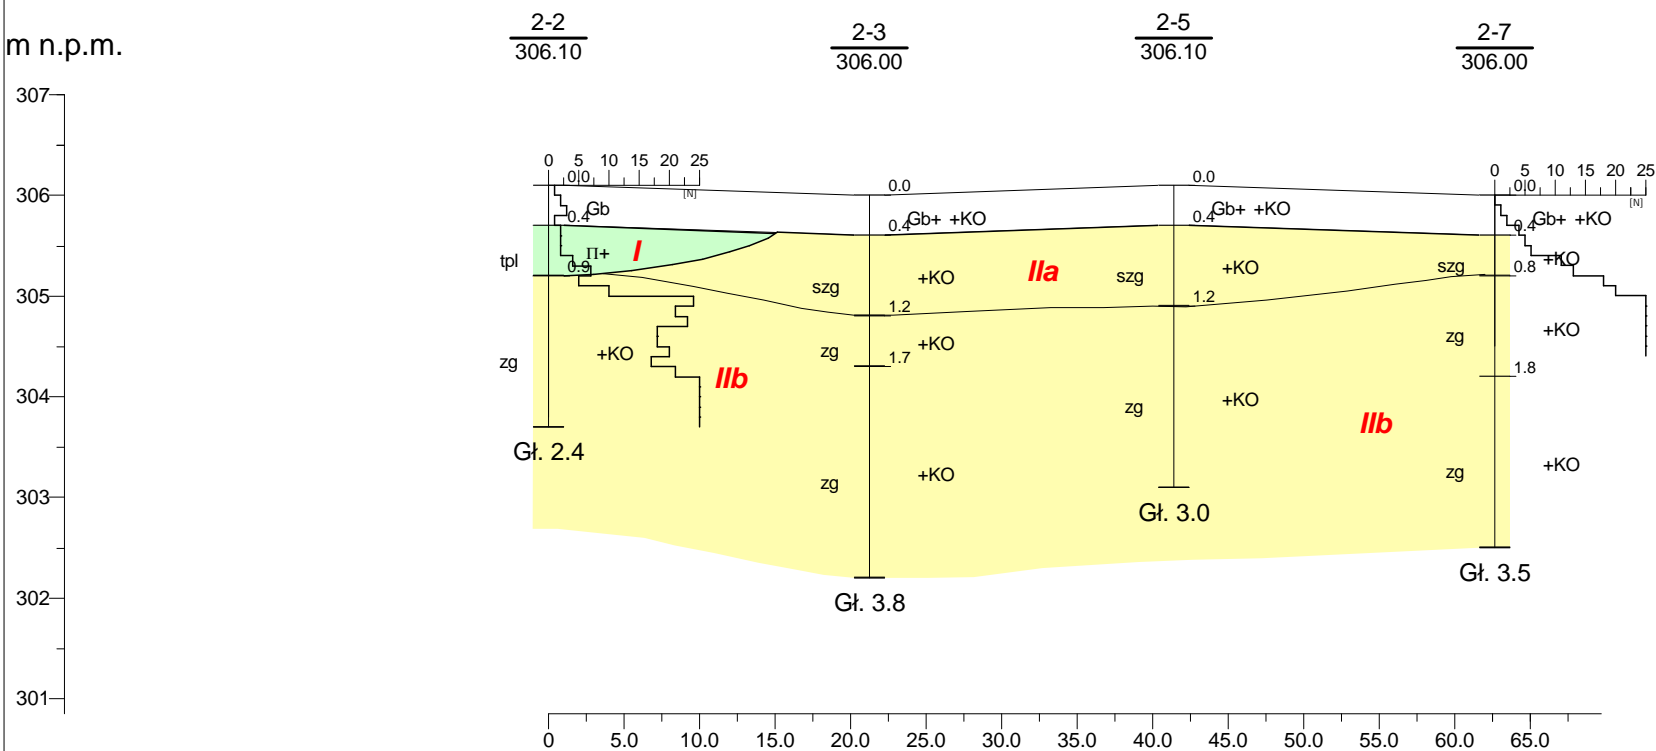 2-2
306.10
2-3
306.00
2-5
306.10
2-7
306.00
m n.p.m.
307
306
305
304
303
302
301
0 5 10 15 20 25
[N]
0.0
0.4
0.9
Gb
tpl
Π+
I
zg
+KO
IIb
Gł. 2.4
0.0
0.4
Gb+ +KO
szg
+KO
1.2
zg
+KO
1.7
zg
+KO
Gł. 3.8
IIa
0.0
0.4
Gb+ +KO
szg
+KO
1.2
zg
+KO
Gł. 3.0
IIb
0 5 10 15 20 25
[N]
0.0
0.4
Gb+ +KO
szg
+KO
0.8
zg
+KO
1.8
zg
+KO
Gł. 3.5
0 5.0 10.0 15.0 20.0 25.0 30.0 35.0 40.0 45.0 50.0 55.0 60.0 65.0